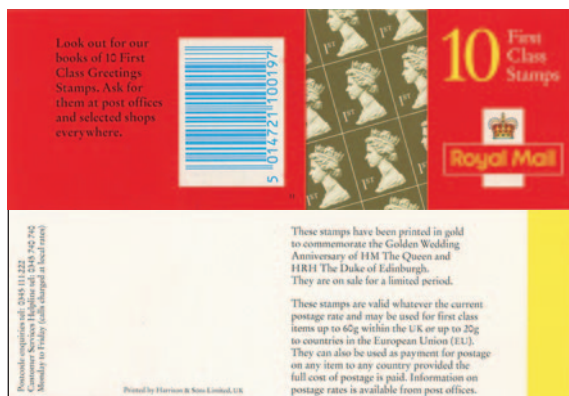 Look out for our
books of 10 First
Class Greetings
Stamps. Ask for
them at post offices
and selected shops
everywhere.
5 014721 100197
1ST
1ST
1ST
1ST
1ST
10 First
Class
Stamps
Royal Mail
Postcode enquiries tel: 0345 111 222
Customer Services Helpline tel: 0345 740 740
Monday to Friday (calls charged at local rates)
Printed by Harrison & Sons Limited, UK
These stamps have been printed in gold
to commemorate the Golden Wedding
Anniversary of HM The Queen and
HRH The Duke of Edinburgh.
They are on sale for a limited period.
These stamps are valid whatever the current
postage rate and may be used for first class
items up to 60g within the UK or up to 20g
to countries in the European Union (EU).
They can also be used as payment for postage
on any item to any country provided the
full cost of postage is paid. Information on
postage rates is available from post offices.